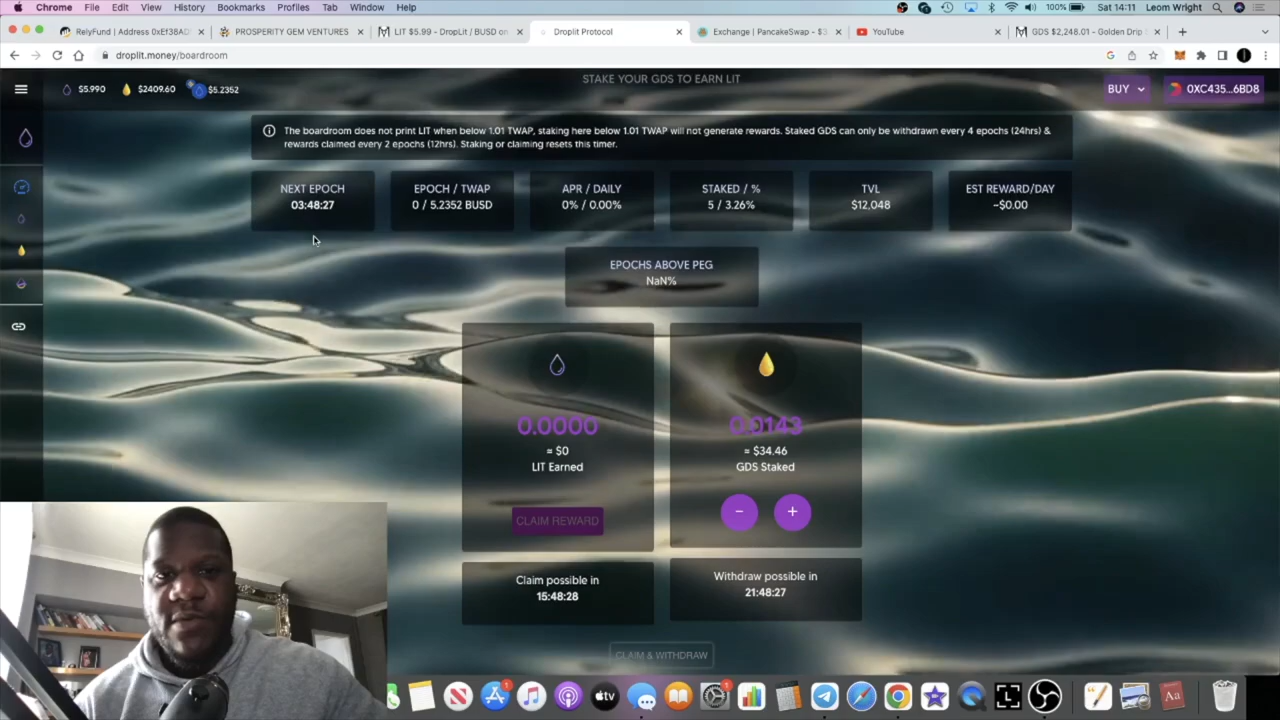 Chrome File Edit View History Bookmarks Profiles Tab Window Help 100% Sat 14:11 Leom Wright
RelyFund | Address 0xEf38AD PROSPERITY GEM VENTURES LIT $5.99 - DropLit / BUSD on Droplit Protocol Exchange | PancakeSwap - $3 YouTube GDS $2,248.01 - Golden Drip
droplit.money/boardroom
STAKE YOUR GDS TO EARN LIT
$5.990 $2409.60 $5.2352 BUY 0XC435...6BD8
The boardroom does not print LIT when below 1.01 TWAP, staking here below 1.01 TWAP will not generate rewards. Staked GDS can only be withdrawn every 4 epochs (24hrs) &
rewards claimed every 2 epochs (12hrs). Staking or claiming resets this timer.
NEXT EPOCH EPOCH / TWAP APR / DAILY STAKED / % TVL EST REWARD/DAY
03:48:27 0 / 5.2352 BUSD 0% / 0.00% 5 / 3.26% $12,048 ~$0.00
EPOCHS ABOVE PEG
NaN%
0.0000 0.0143
≈ $0 ≈ $34.46
LIT Earned GDS Staked
CLAIM REWARD − +
Claim possible in Withdraw possible in
15:48:28 21:48:27
CLAIM & WITHDRAW
tv Aa